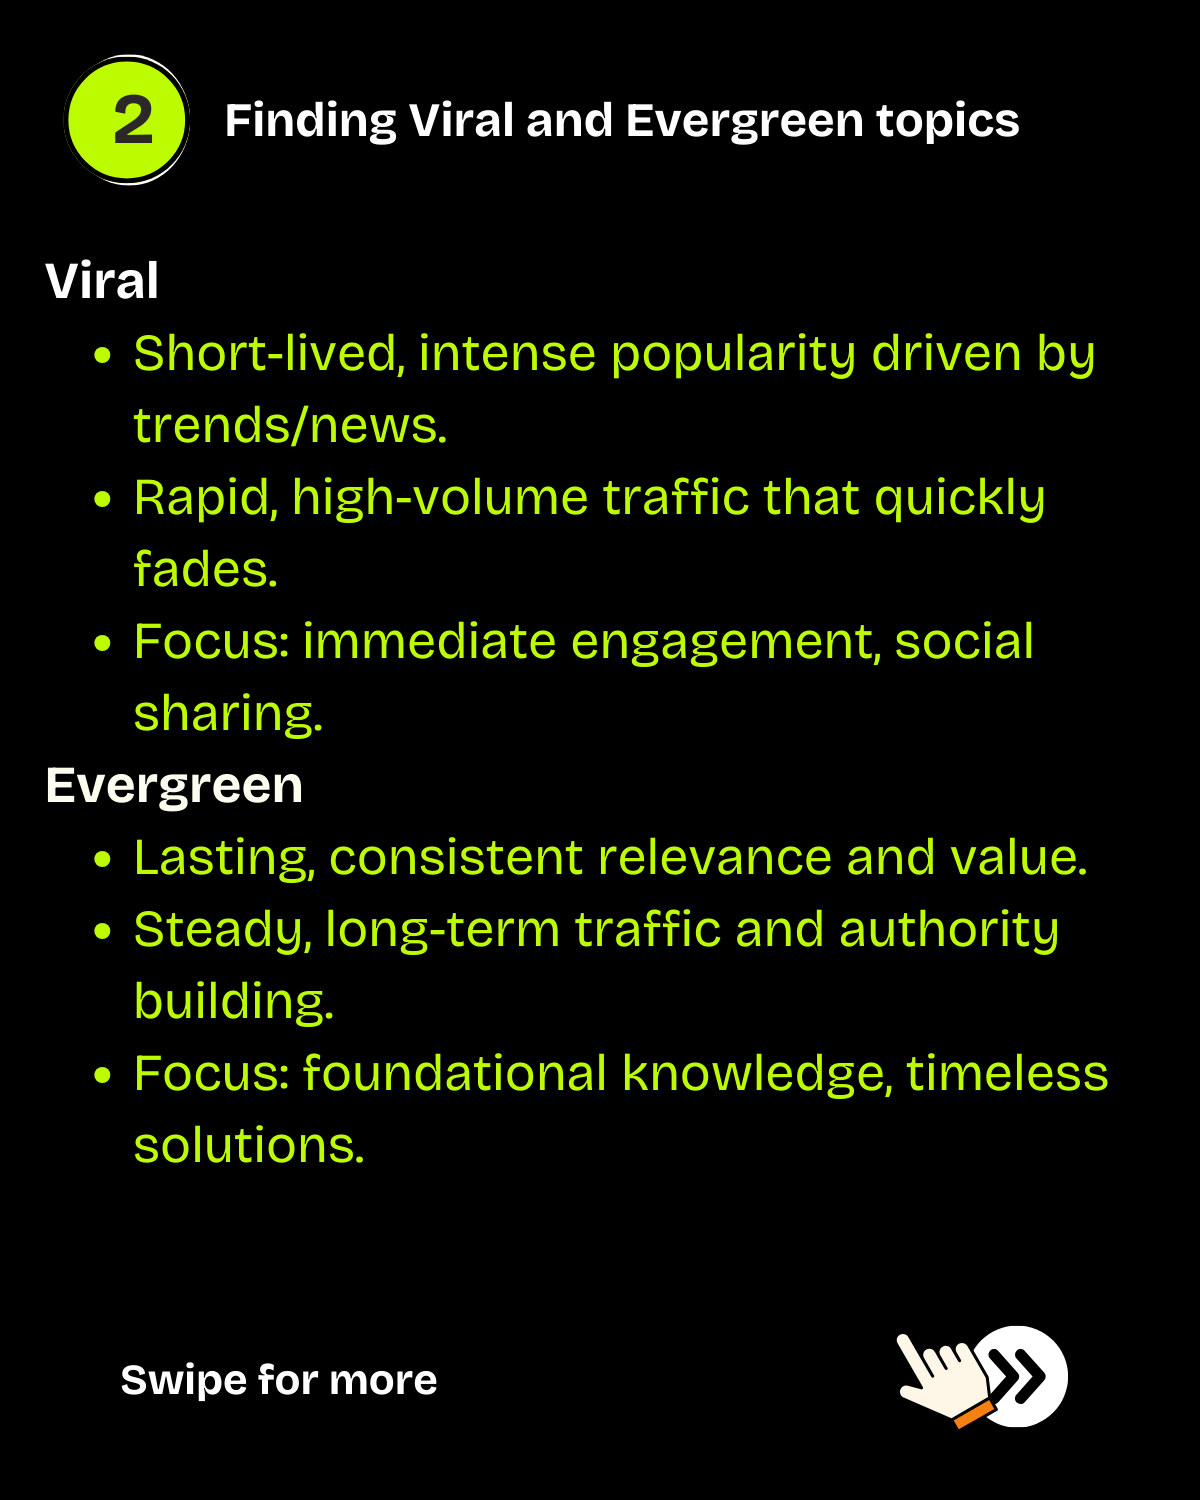 2
Finding Viral and Evergreen topics
Viral
• Short-lived, intense popularity driven by
trends/news.
• Rapid, high-volume traffic that quickly
fades.
• Focus: immediate engagement, social
sharing.
Evergreen
• Lasting, consistent relevance and value.
• Steady, long-term traffic and authority
building.
• Focus: foundational knowledge, timeless
solutions.
Swipe for more